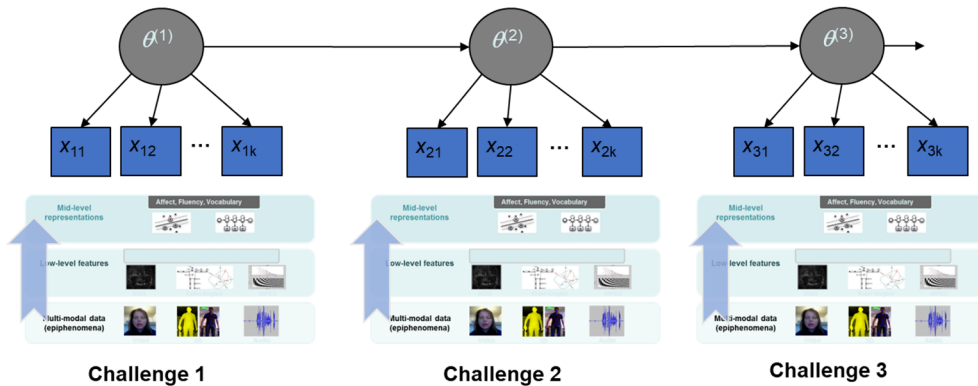 θ(1) θ(2) θ(3)
x11 x12 ... x1k x21 x22 ... x2k x31 x32 ... x3k
Affect, Fluency, Vocabulary
Mid-level
representations
Low-level features
Multi-modal data
(epiphenomena)
Affect, Fluency, Vocabulary
Mid-level
representations
Low-level features
Multi-modal data
(epiphenomena)
Affect, Fluency, Vocabulary
Mid-level
representations
Low-level features
Multi-modal data
(epiphenomena)
Challenge 1 Challenge 2 Challenge 3